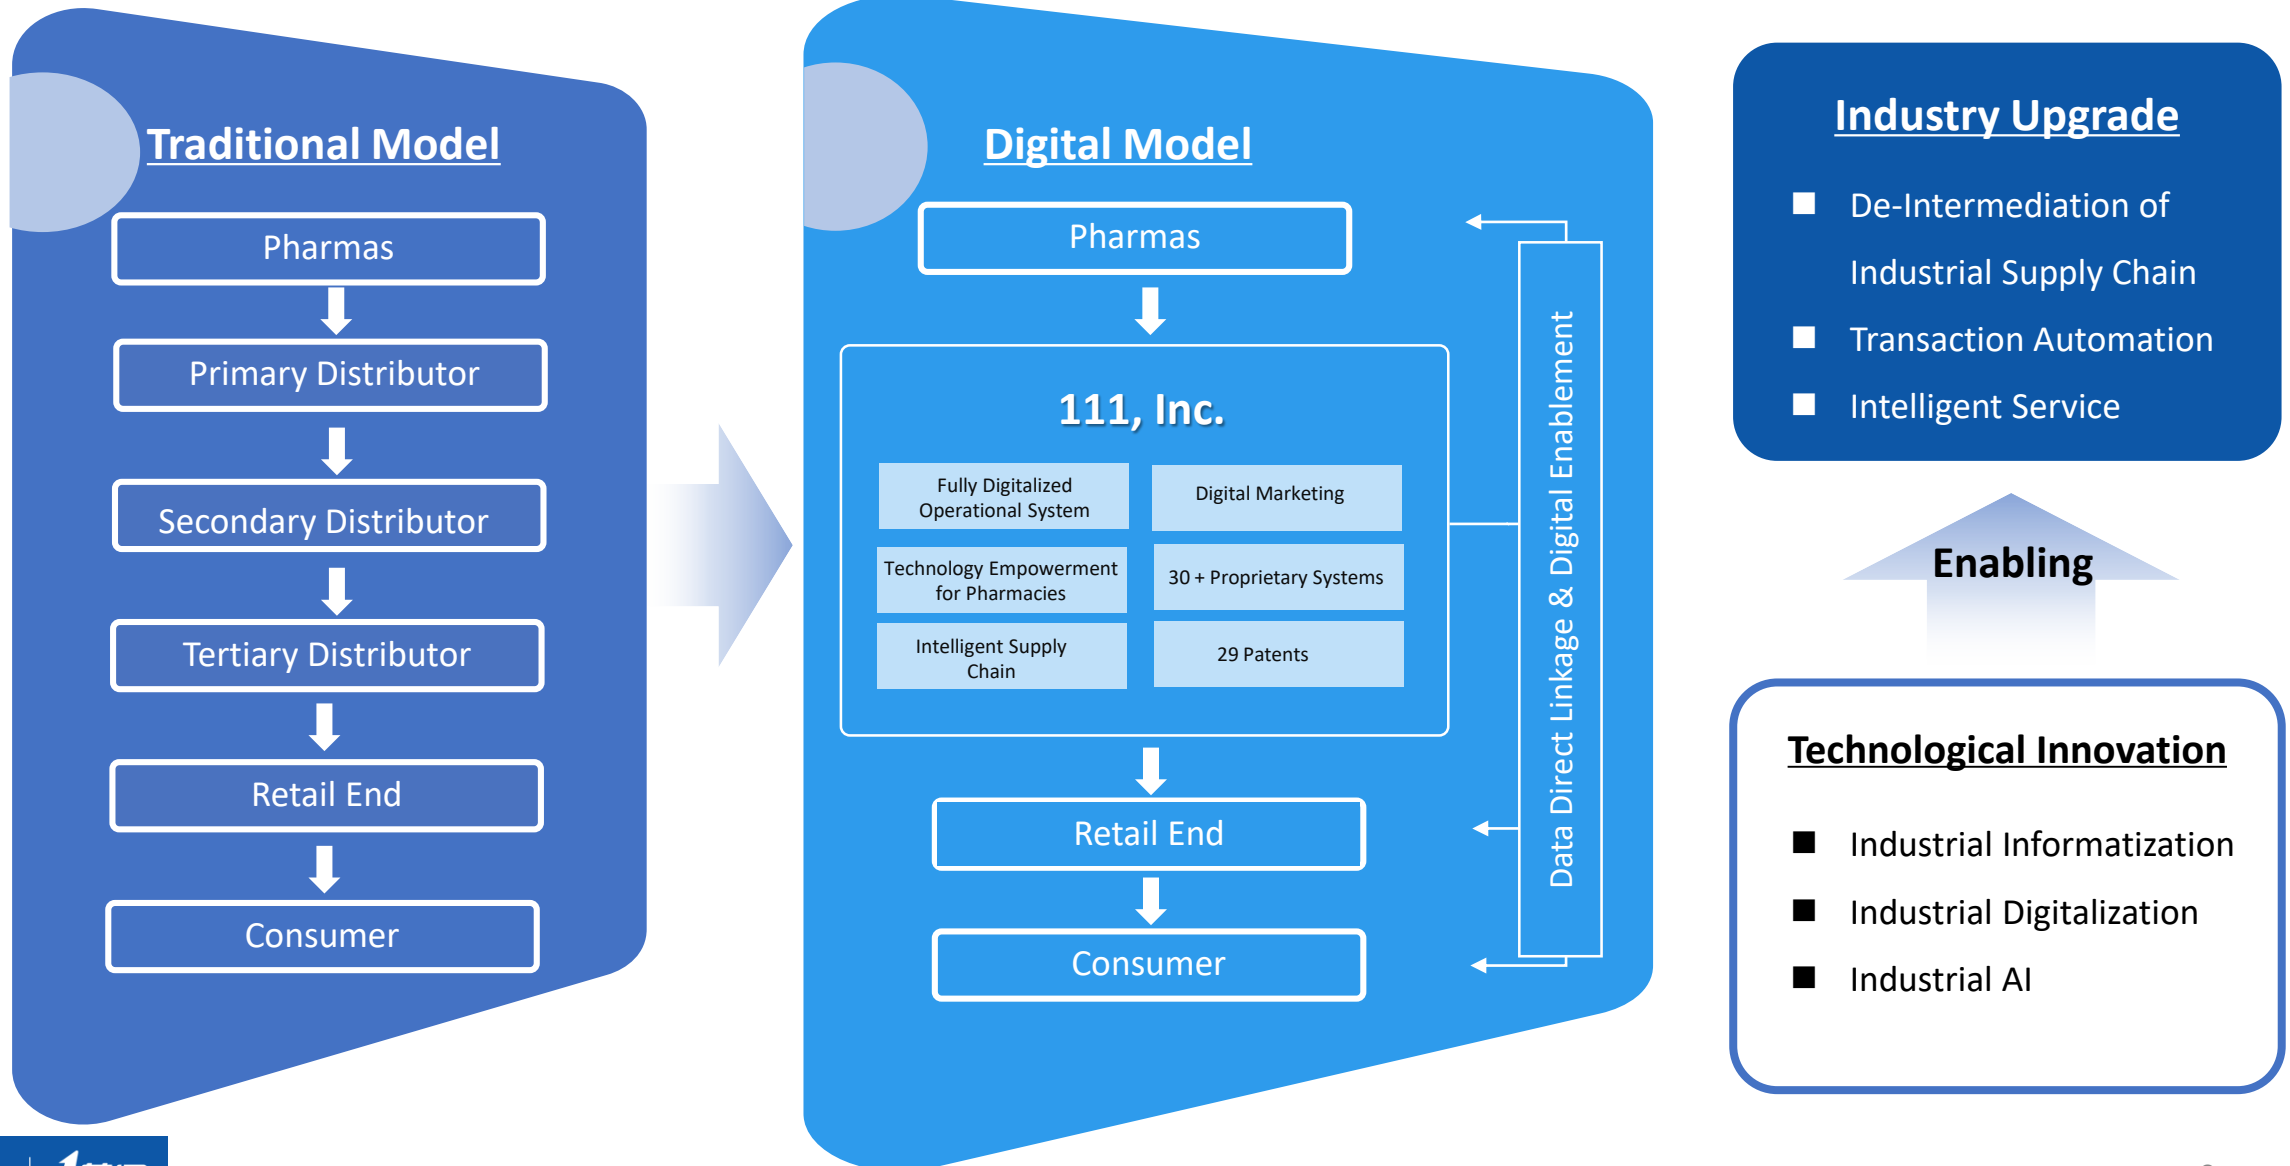 Traditional Model
Pharmas
Primary Distributor
Secondary Distributor
Tertiary Distributor
Retail End
Consumer
Digital Model
Pharmas
111, Inc.
Fully Digitalized
Operational System
Digital Marketing
Technology Empowerment
for Pharmacies
30 + Proprietary Systems
Intelligent Supply
Chain
29 Patents
Retail End
Consumer
Data Direct Linkage & Digital Enablement
Industry Upgrade
De-Intermediation of
Industrial Supply Chain
Transaction Automation
Intelligent Service
Enabling
Technological Innovation
Industrial Informatization
Industrial Digitalization
Industrial AI